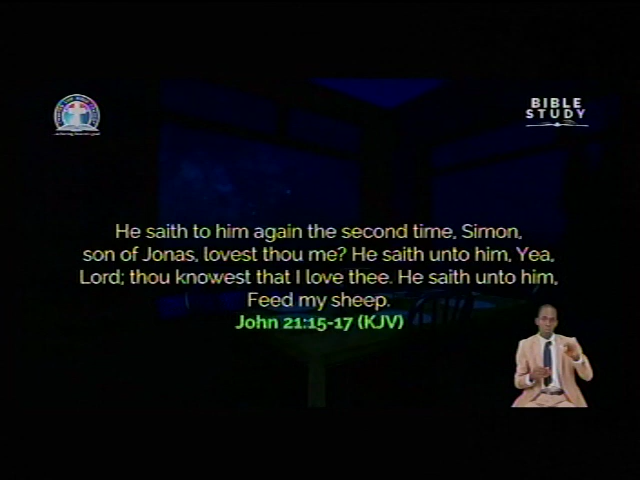 BIBLE
STUDY
He saith to him again the second time, Simon,
son of Jonas, lovest thou me? He saith unto him, Yea,
Lord; thou knowest that I love thee. He saith unto him,
Feed my sheep.
John 21:15-17 (KJV)